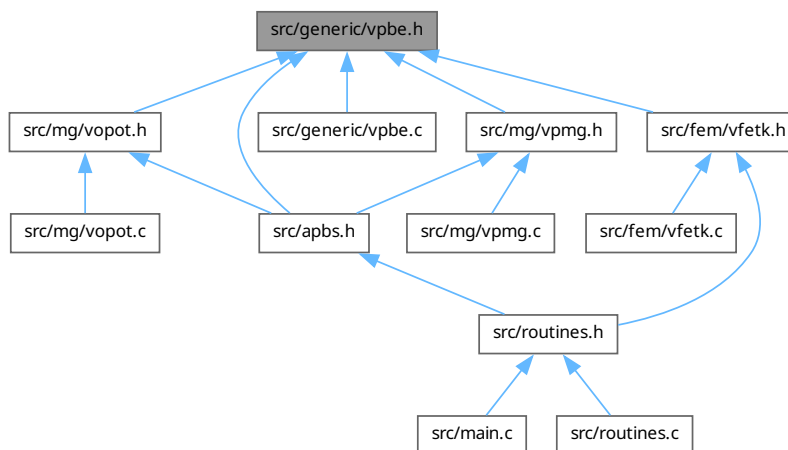 src/generic/vpbe.h
src/mg/vopot.h
src/generic/vpbe.c
src/mg/vpmg.h
src/fem/vfetk.h
src/mg/vopot.c
src/apbs.h
src/mg/vpmg.c
src/fem/vfetk.c
src/routines.h
src/main.c
src/routines.c